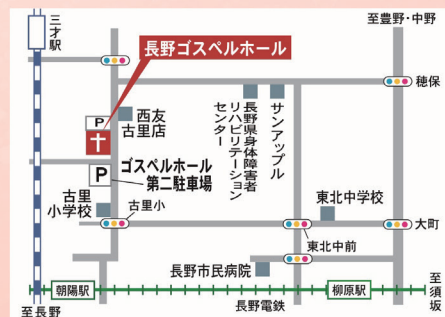 三才駅
至豊野・中野
長野ゴスペルホール
穂保
P
西友
古里店
長野県身体障害者
リハビリテーション
センター
サンアップル
P
ゴスペルホール
第二駐車場
古里
小学校
古里小
東北中学校
大町
東北中前
長野市民病院
朝陽駅
柳原駅
至須坂
至長野
長野電鉄